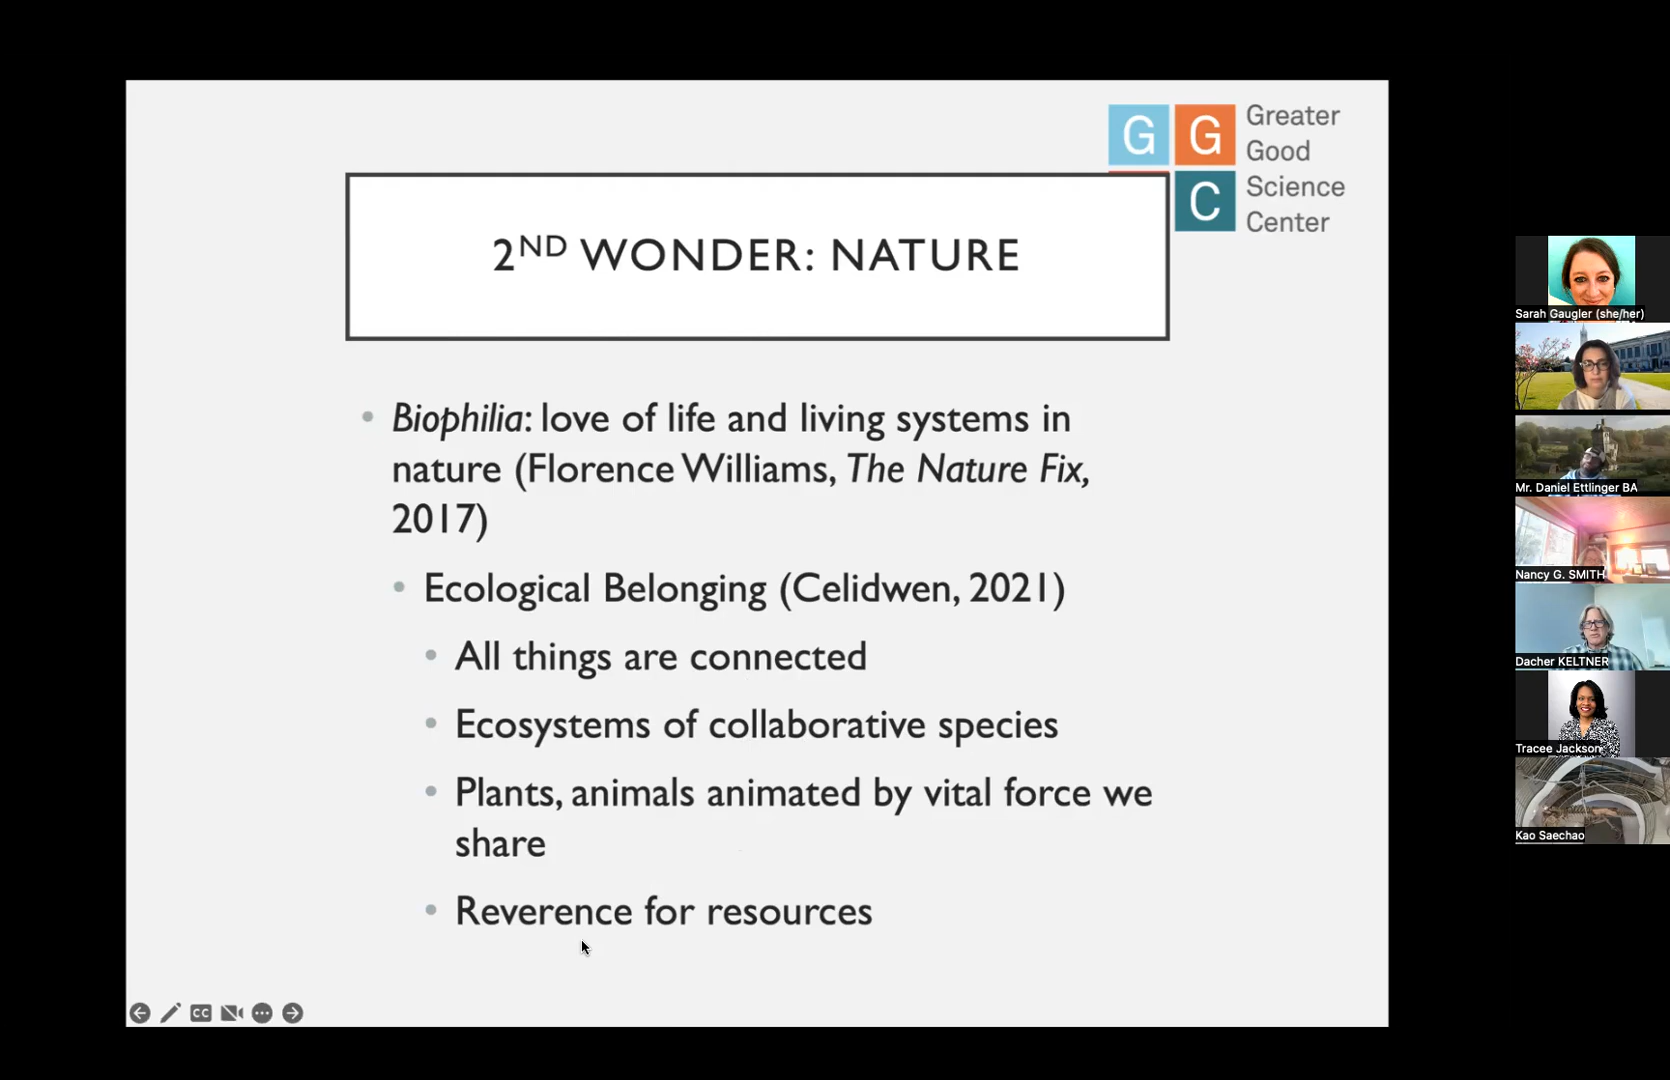 G G Greater
Good
C Science
Center
2ND WONDER: NATURE
• Biophilia: love of life and living systems in
nature (Florence Williams, The Nature Fix,
2017)
• Ecological Belonging (Celidwen, 2021)
• All things are connected
• Ecosystems of collaborative species
• Plants, animals animated by vital force we
share
• Reverence for resources
CC
Sarah Gaugler (she/her)
Mr. Daniel Ettlinger BA
Nancy G. SMITH
Dacher KELTNER
Tracee Jackson
Kao Saechao